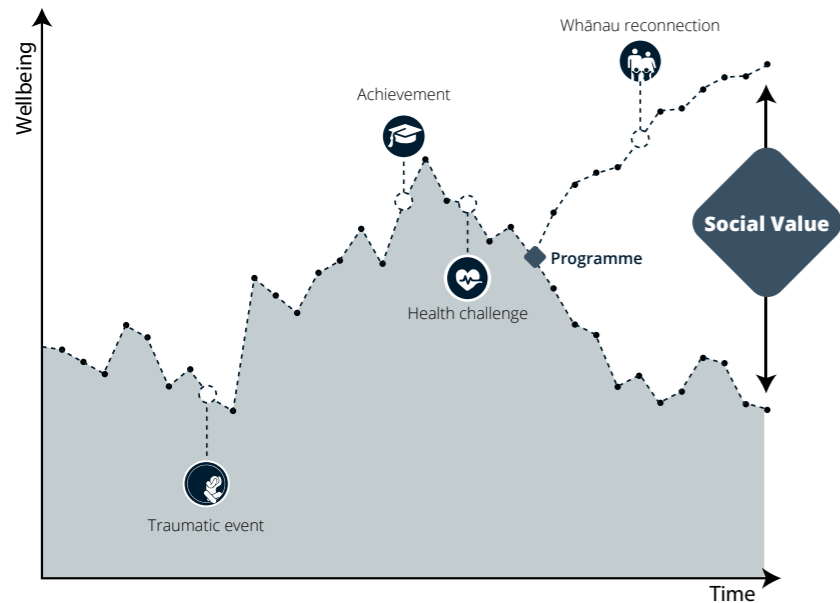 Whānau reconnection
Wellbeing
Achievement
Social Value
Programme
Health challenge
Traumatic event
Time